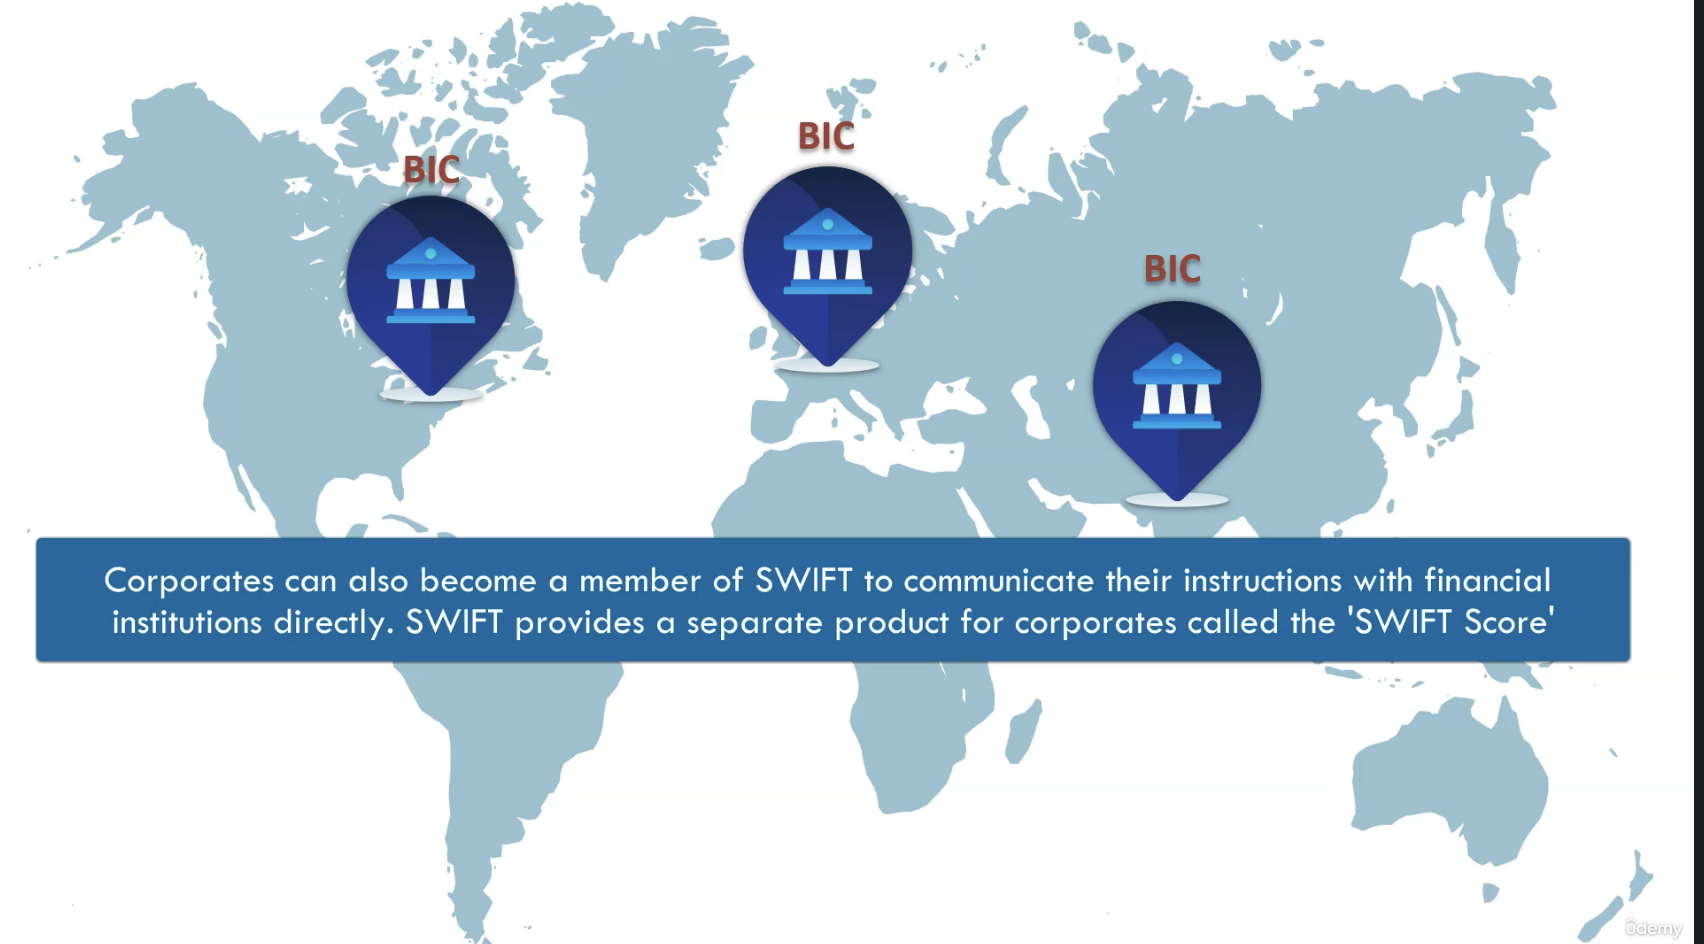 BIC
BIC
BIC
Corporates can also become a member of SWIFT to communicate their instructions with financial
institutions directly. SWIFT provides a separate product for corporates called the 'SWIFT Score'
ûdemy